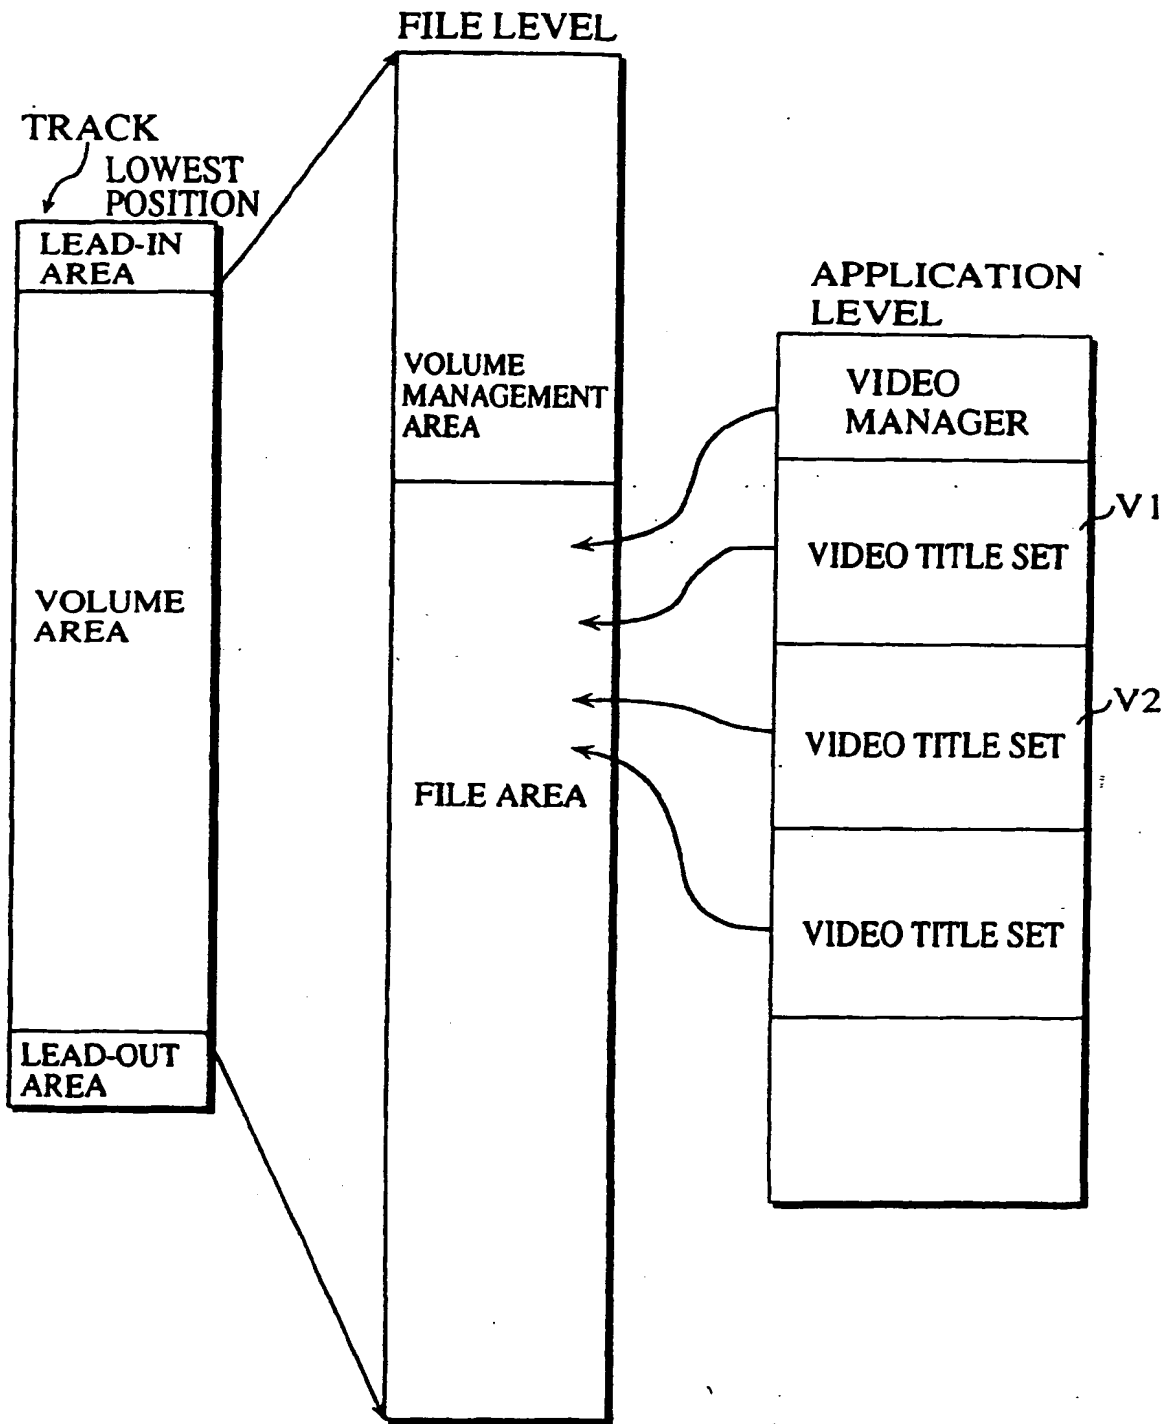 FILE LEVEL
TRACK
LOWEST
POSITION
LEAD-IN
AREA
VOLUME
AREA
LEAD-OUT
AREA
VOLUME
MANAGEMENT
AREA
FILE AREA
APPLICATION
LEVEL
VIDEO
MANAGER
V1
VIDEO TITLE SET
V2
VIDEO TITLE SET
VIDEO TITLE SET